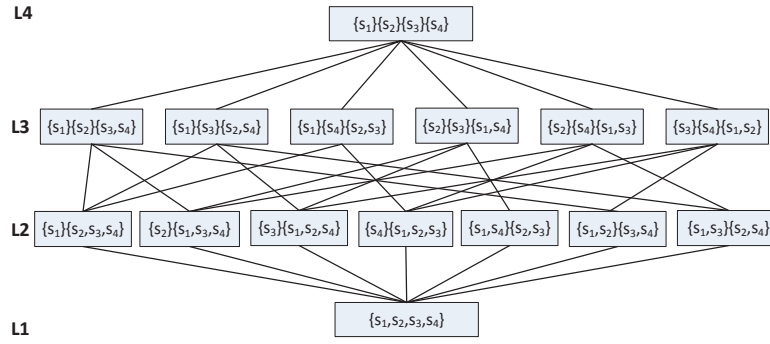 L4
{s₁}{s₂}{s₃}{s₄}
L3
{s₁}{s₂}{s₃,s₄}
{s₁}{s₃}{s₂,s₄}
{s₁}{s₄}{s₂,s₃}
{s₂}{s₃}{s₁,s₄}
{s₂}{s₄}{s₁,s₃}
{s₃}{s₄}{s₁,s₂}
L2
{s₁}{s₂,s₃,s₄}
{s₂}{s₁,s₃,s₄}
{s₃}{s₁,s₂,s₄}
{s₄}{s₁,s₂,s₃}
{s₁,s₄}{s₂,s₃}
{s₁,s₂}{s₃,s₄}
{s₁,s₃}{s₂,s₄}
{s₁,s₂,s₃,s₄}
L1